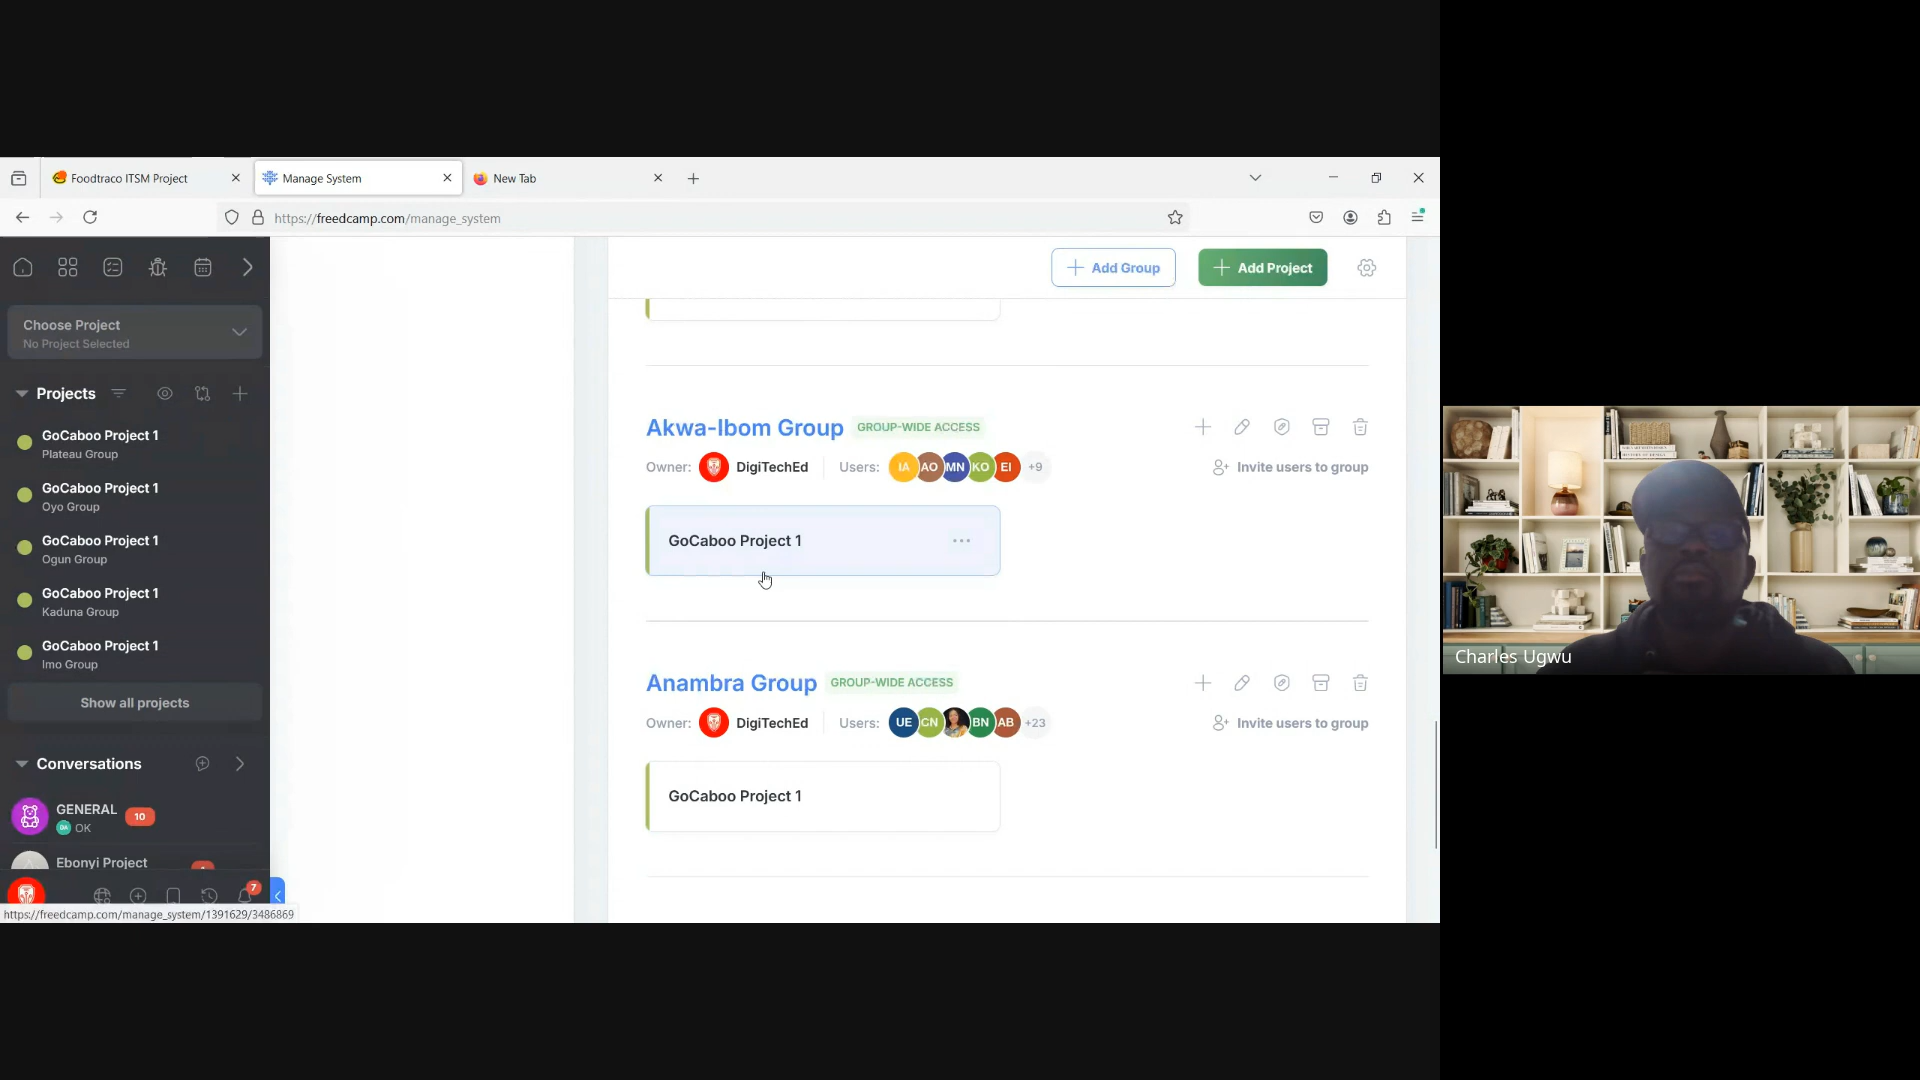 Foodtraco ITSM Project
Manage System
New Tab
https://freedcamp.com/manage_system
Add Group
Add Project
Choose Project
No Project Selected
Projects
GoCaboo Project 1
Plateau Group
GoCaboo Project 1
Oyo Group
GoCaboo Project 1
Ogun Group
GoCaboo Project 1
Kaduna Group
GoCaboo Project 1
Imo Group
Show all projects
Conversations
GENERAL 10
DA OK
Ebonyi Project
7
https://freedcamp.com/manage_system/1391629/3486869
Akwa-Ibom Group GROUP-WIDE ACCESS
Owner: DigiTechEd Users: IA AO MN KO EI +9 Invite users to group
GoCaboo Project 1
Anambra Group GROUP-WIDE ACCESS
Owner: DigiTechEd Users: UE CN BN AB +23 Invite users to group
GoCaboo Project 1
Charles Ugwu